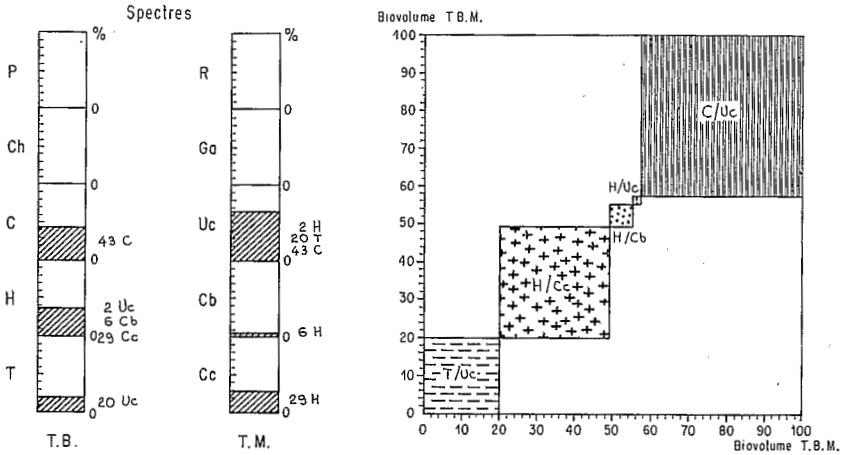 Spectres
%
P
0
Ch
0
C
43 C
0
H
2 Uc
6 Cb
0 29 Cc
T
20 Uc
0
T.B.
%
R
0
Ga
0
Uc
2 H
20 T
43 C
0
Cb
6 H
0
Cc
29 H
0
T.M.
Biovolume T.B.M.
100
90
80
70
60
50
40
30
20
10
0
C/Uc
H/Uc
H/Cb
H/Cc
T/Uc
0 10 20 30 40 50 60 70 80 90 100
Biovolume T.B.M.